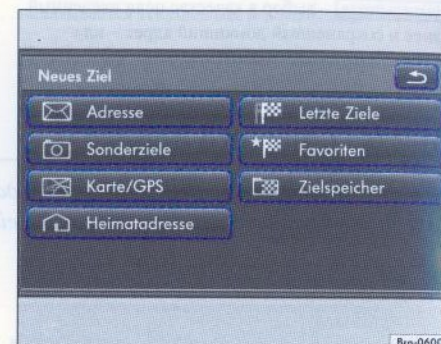 Neues Ziel
Adresse
Letzte Ziele
Sonderziele
Favoriten
Karte/GPS
Zielspeicher
Heimatadresse